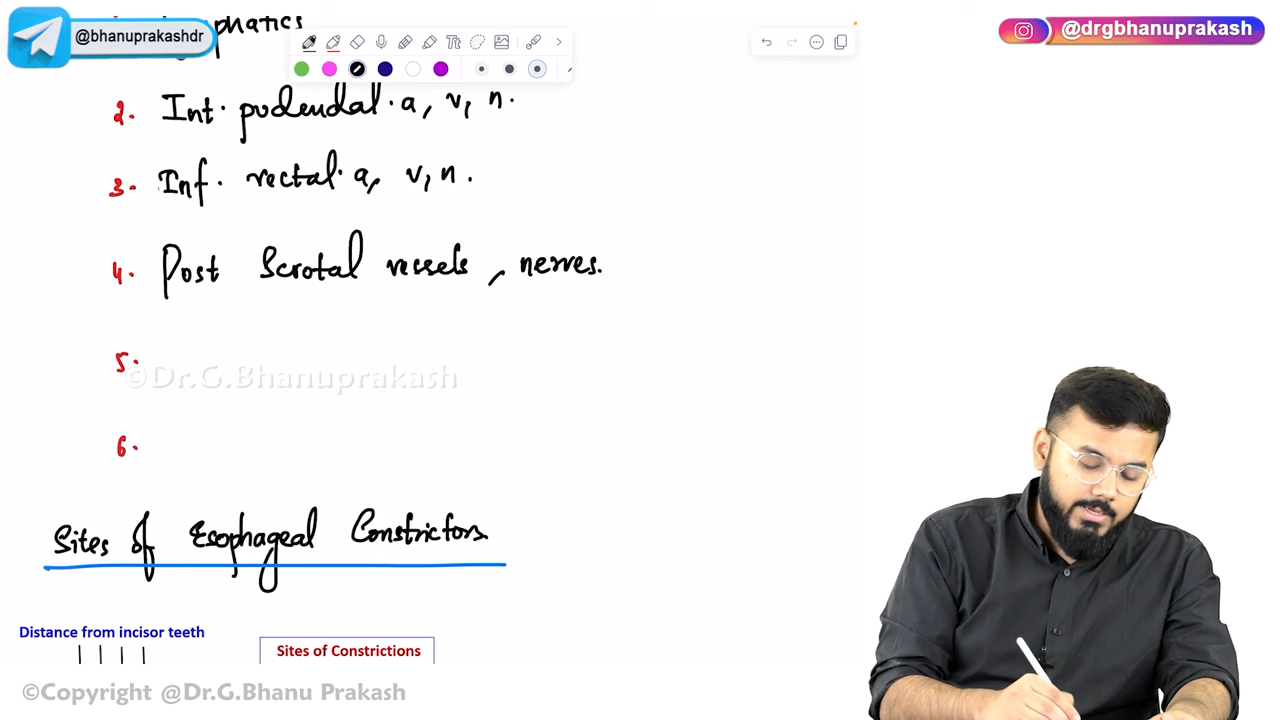 @bhanuprakashdr
@drgbhanuprakash
2. Int. pudendal. a, v, n.
3. Inf. rectal. a, v, n.
4. Post Scrotal vessels, nerves.
5.
©Dr.G.Bhanuprakash
6.
Sites of Esophageal Constrictors.
Distance from incisor teeth
Sites of Constrictions
©Copyright @Dr.G.Bhanu Prakash